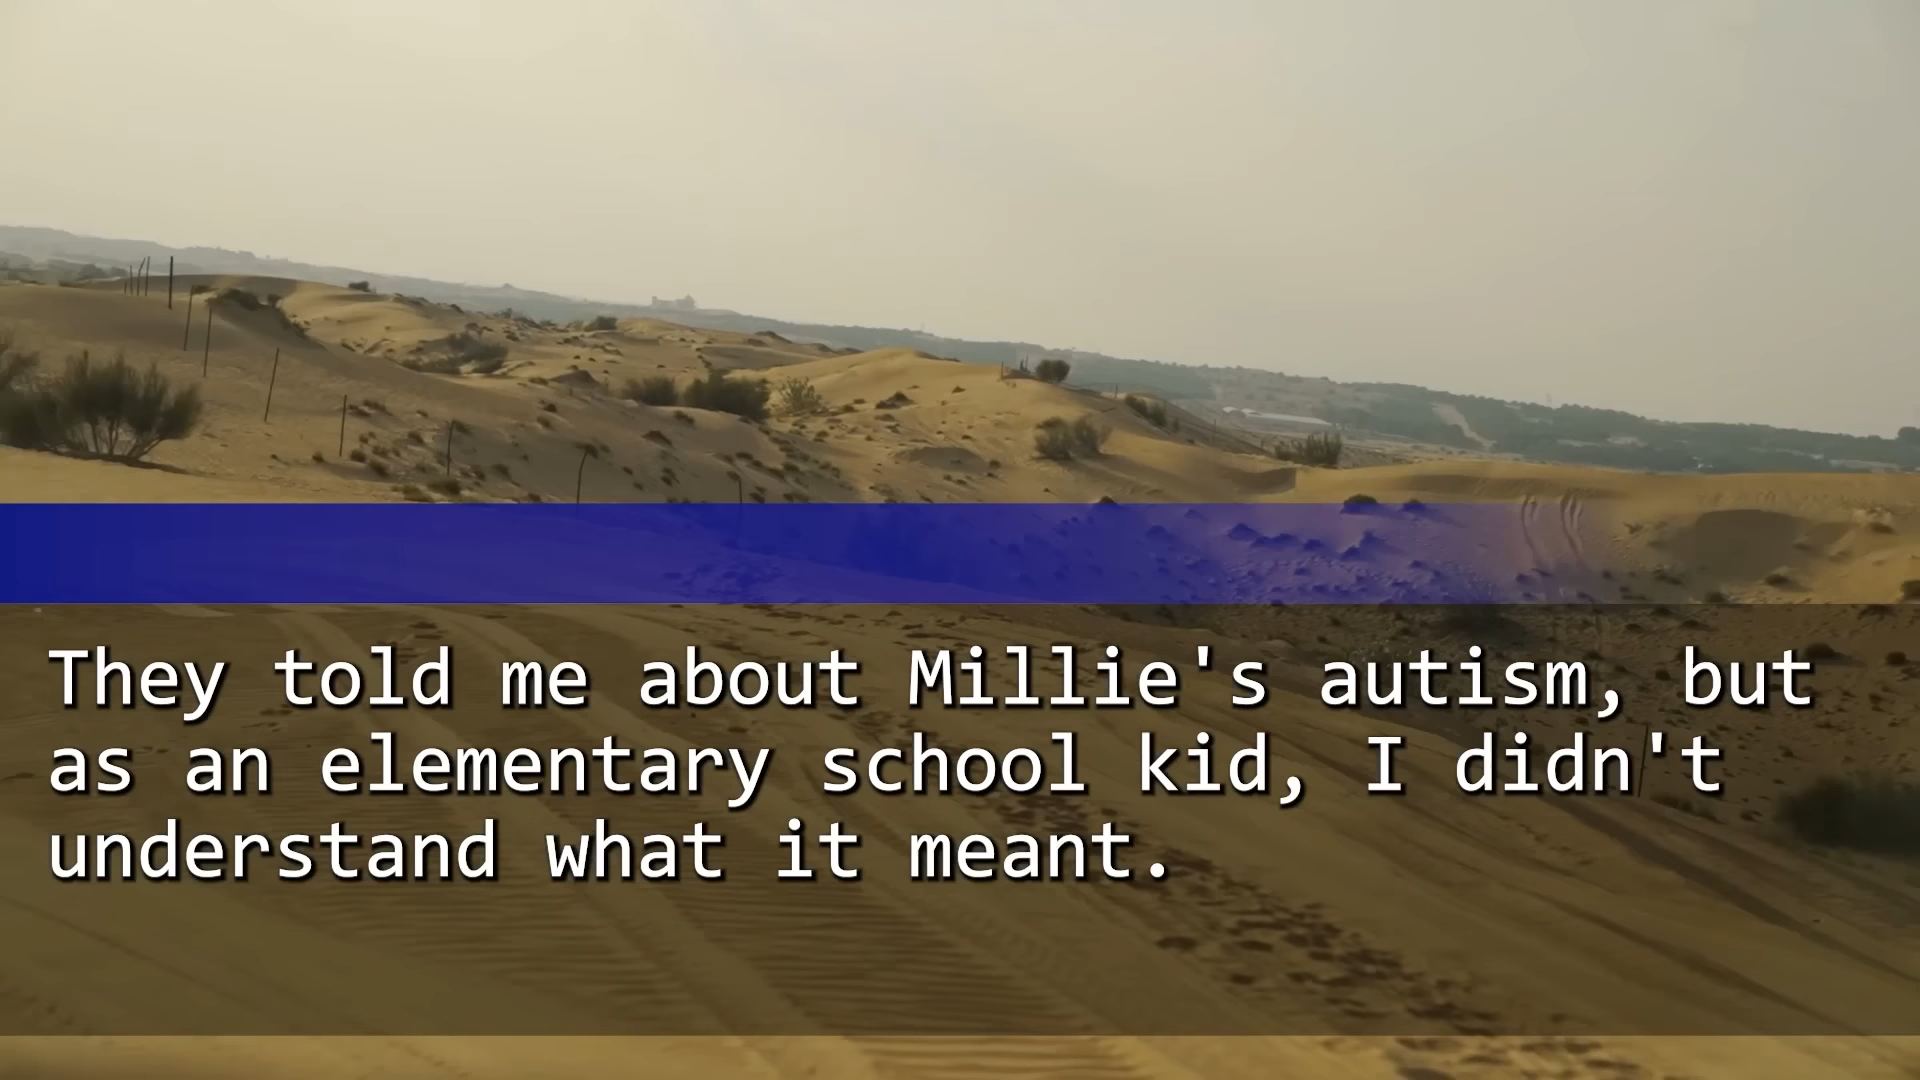 They told me about Millie's autism, but
as an elementary school kid, I didn't
understand what it meant.